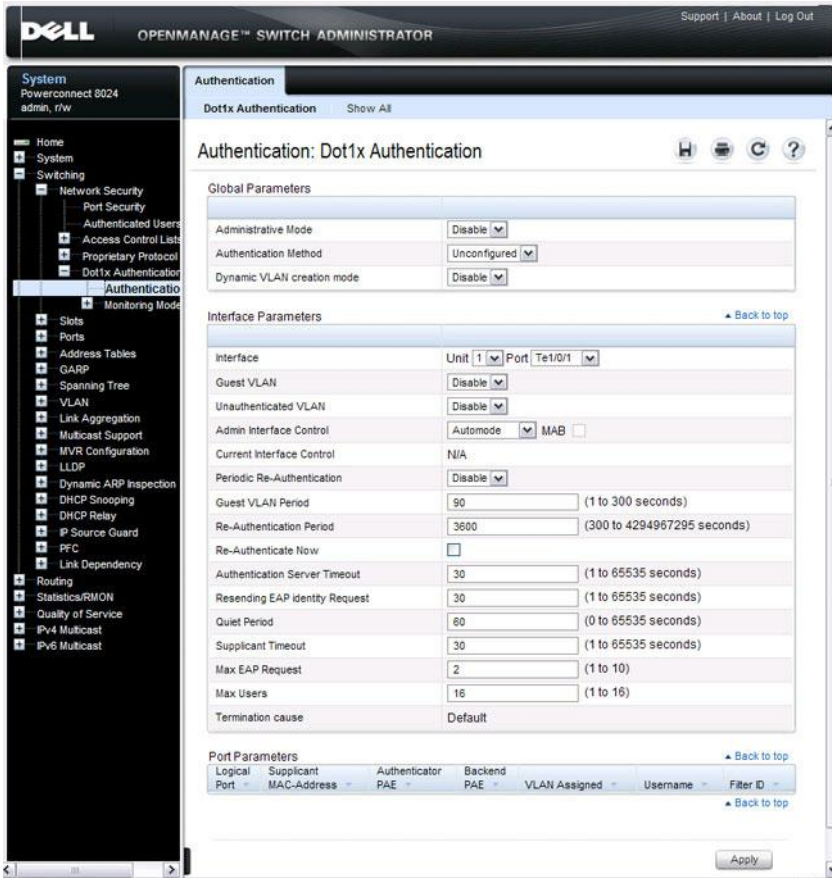 Support | About | Log Out
DELL OPENMANAGE™ SWITCH ADMINISTRATOR
System
Powerconnect 8024
admin, r/w
Home
System
Switching
Network Security
Port Security
Authenticated Users
Access Control Lists
Proprietary Protocol
Dot1x Authentication
Authenticatio
Monitoring Mode
Slots
Ports
Address Tables
GARP
Spanning Tree
VLAN
Link Aggregation
Multicast Support
MVR Configuration
LLDP
Dynamic ARP Inspection
DHCP Snooping
DHCP Relay
IP Source Guard
PFC
Link Dependency
Routing
Statistics/RMON
Quality of Service
IPv4 Multicast
IPv6 Multicast
Authentication
Dot1x Authentication Show All
Authentication: Dot1x Authentication ?
Global Parameters
Administrative Mode Disable
Authentication Method Unconfigured
Dynamic VLAN creation mode Disable
Interface Parameters Back to top
Interface Unit 1 Port Te1/0/1
Guest VLAN Disable
Unauthenticated VLAN Disable
Admin Interface Control Automode MAB
Current Interface Control N/A
Periodic Re-Authentication Disable
Guest VLAN Period 90 (1 to 300 seconds)
Re-Authentication Period 3600 (300 to 4294967295 seconds)
Re-Authenticate Now
Authentication Server Timeout 30 (1 to 65535 seconds)
Resending EAP identity Request 30 (1 to 65535 seconds)
Quiet Period 60 (0 to 65535 seconds)
Supplicant Timeout 30 (1 to 65535 seconds)
Max EAP Request 2 (1 to 10)
Max Users 16 (1 to 16)
Termination cause Default
Port Parameters Back to top
Logical Port Supplicant MAC-Address Authenticator PAE Backend PAE VLAN Assigned Username Filter ID
Back to top
Apply